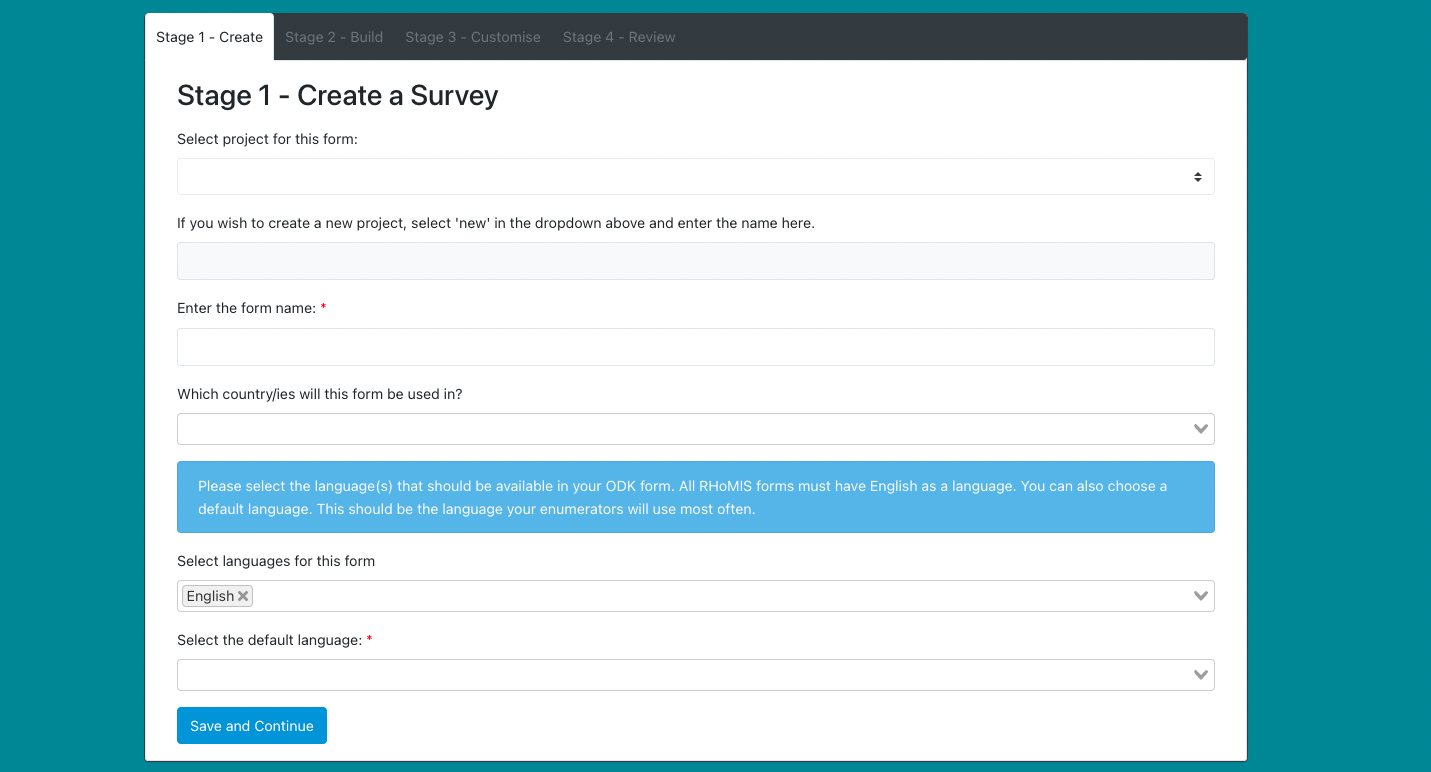 Stage 1 - Create
Stage 2 - Build
Stage 3 - Customise
Stage 4 - Review
Stage 1 - Create a Survey
Select project for this form:
If you wish to create a new project, select 'new' in the dropdown above and enter the name here.
Enter the form name: *
Which country/ies will this form be used in?
Please select the language(s) that should be available in your ODK form. All RHoMIS forms must have English as a language. You can also choose a
default language. This should be the language your enumerators will use most often.
Select languages for this form
English
Select the default language: *
Save and Continue